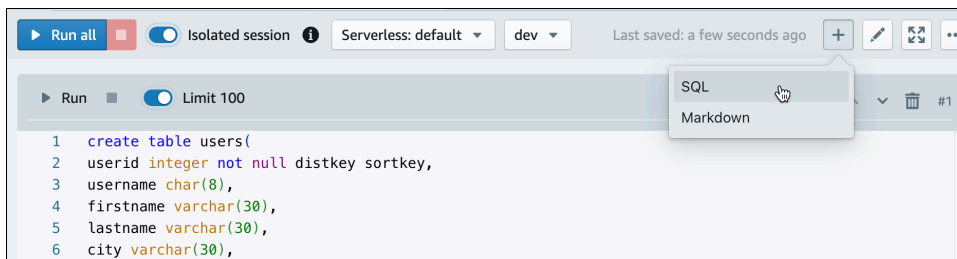 Run all Isolated session Serverless: default dev Last saved: a few seconds ago
SQL
Markdown
Run Limit 100 #1
1 create table users(
2 userid integer not null distkey sortkey,
3 username char(8),
4 firstname varchar(30),
5 lastname varchar(30),
6 city varchar(30),